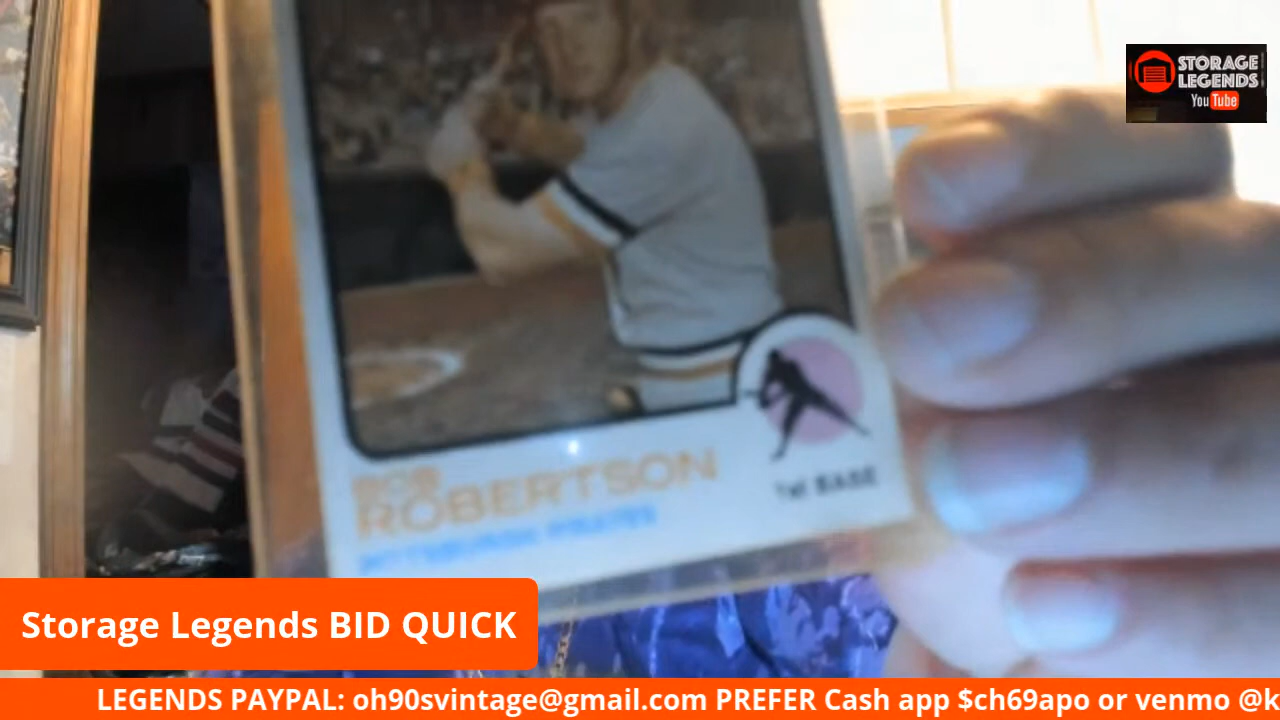 STORAGE
LEGENDS
YouTube
BOB
ROBERTSON
PITTSBURGH PIRATES
1st BASE
Storage Legends BID QUICK
LEGENDS PAYPAL: oh90svintage@gmail.com PREFER Cash app $ch69apo or venmo @k